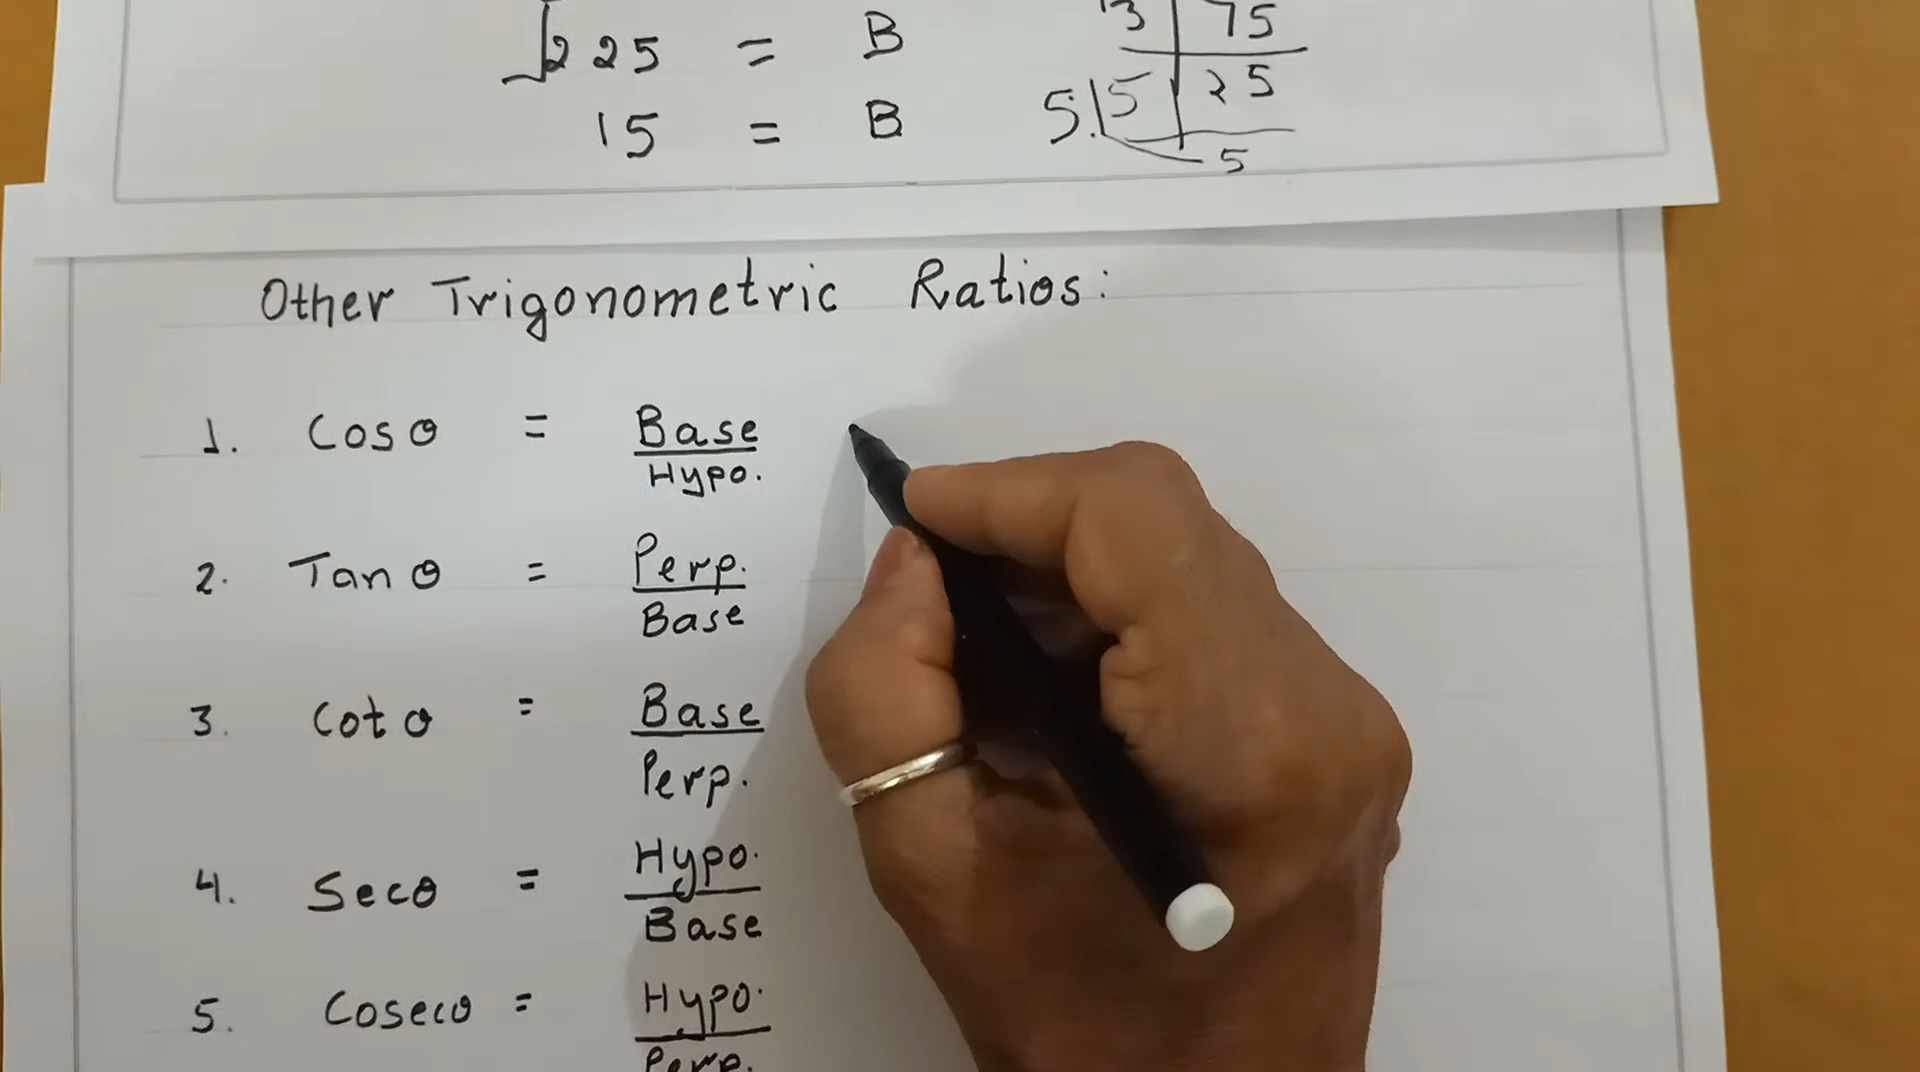 √225 = B
3 | 75
15 = B
5. | 5 | 25
5
Other Trigonometric Ratios:
1. Cosθ = Base
Hypo.
2. Tanθ = Perp.
Base
3. Cotθ = Base
Perp.
4. Secθ = Hypo.
Base
5. Cosecθ = Hypo.
Perp.